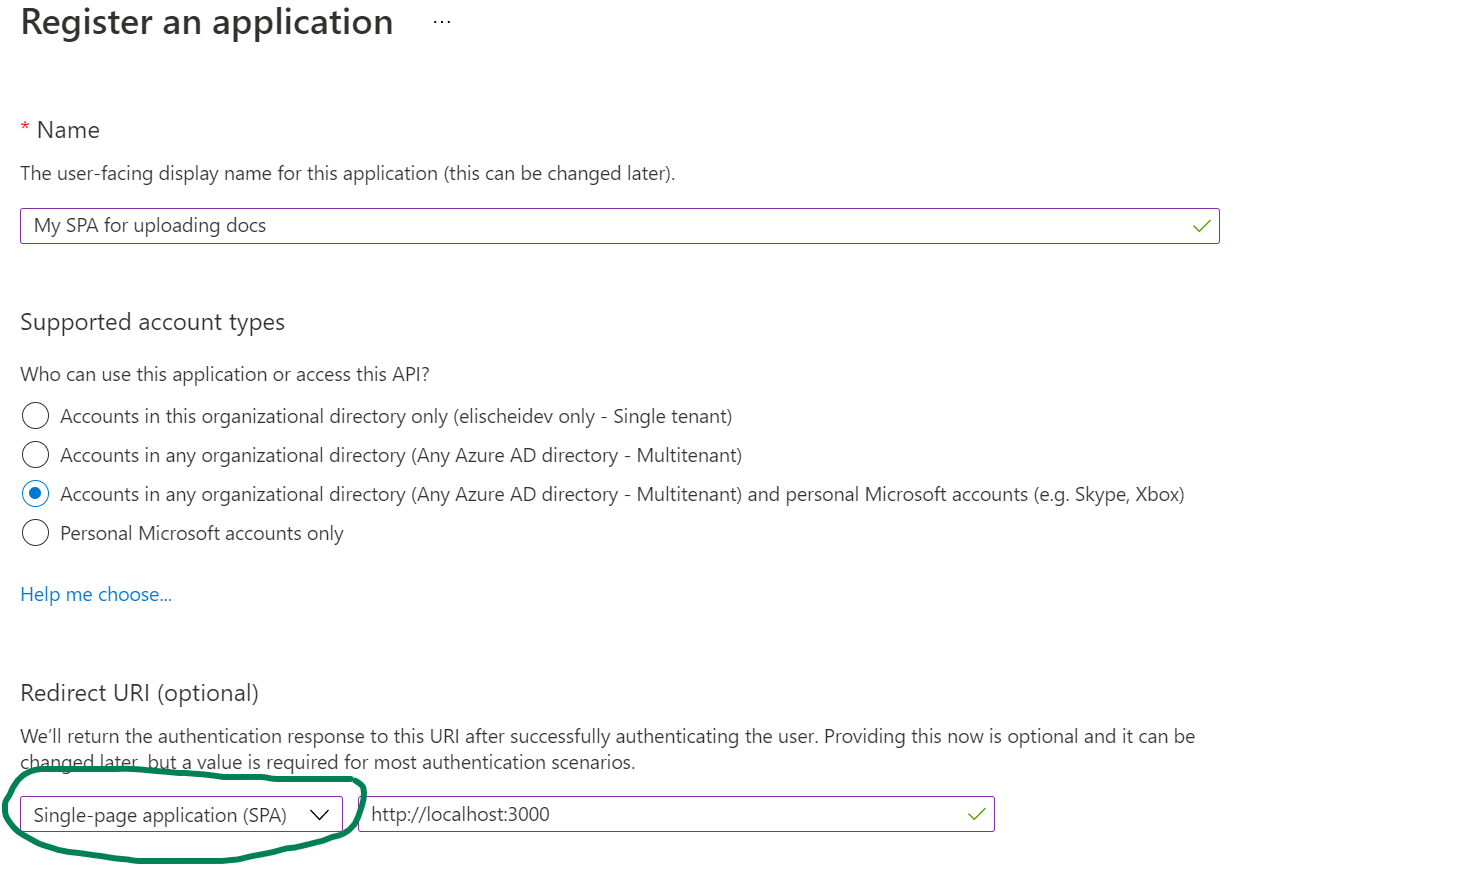 Register an application ...
* Name
The user-facing display name for this application (this can be changed later).
My SPA for uploading docs
Supported account types
Who can use this application or access this API?
Accounts in this organizational directory only (elischeidev only - Single tenant)
Accounts in any organizational directory (Any Azure AD directory - Multitenant)
Accounts in any organizational directory (Any Azure AD directory - Multitenant) and personal Microsoft accounts (e.g. Skype, Xbox)
Personal Microsoft accounts only
Help me choose...
Redirect URI (optional)
We’ll return the authentication response to this URI after successfully authenticating the user. Providing this now is optional and it can be
changed later, but a value is required for most authentication scenarios.
Single-page application (SPA) http://localhost:3000